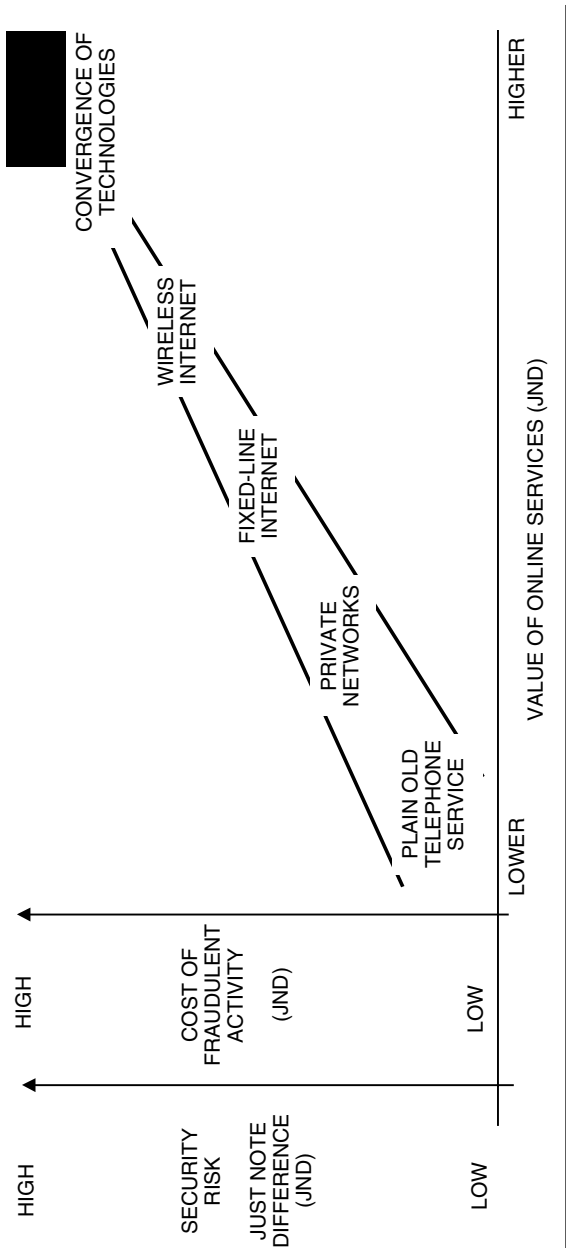 HIGH
SECURITY
RISK
JUST NOTE
DIFFERENCE
(JND)
LOW
HIGH
COST OF
FRAUDULENT
ACTIVITY
(JND)
LOW
CONVERGENCE OF
TECHNOLOGIES
WIRELESS
INTERNET
FIXED-LINE
INTERNET
PRIVATE
NETWORKS
PLAIN OLD
TELEPHONE
SERVICE
LOWER
HIGHER
VALUE OF ONLINE SERVICES (JND)